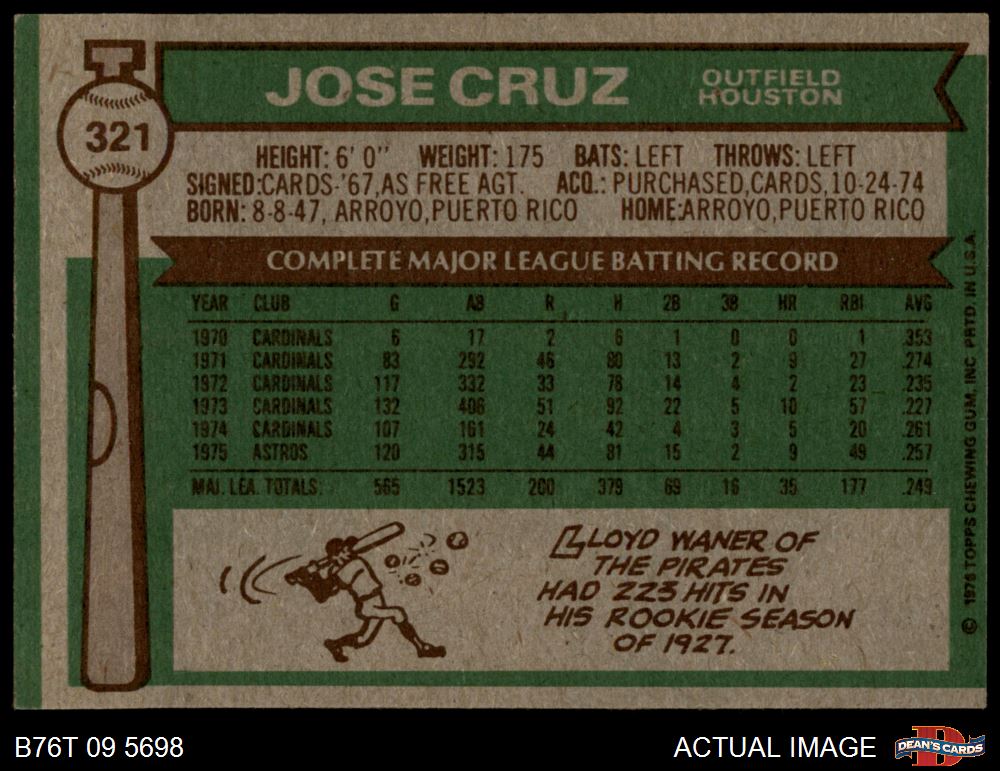 JOSE CRUZ OUTFIELD HOUSTON
321
HEIGHT: 6' 0" WEIGHT: 175 BATS: LEFT THROWS: LEFT
SIGNED:CARDS-'67,AS FREE AGT. ACQ.: PURCHASED,CARDS,10-24-74
BORN: 8-8-47, ARROYO,PUERTO RICO HOME:ARROYO,PUERTO RICO
COMPLETE MAJOR LEAGUE BATTING RECORD
YEAR CLUB G AB R H 2B 3B HR RBI AVG
1970 CARDINALS 6 17 2 6 1 0 0 1 .353
1971 CARDINALS 83 292 46 80 13 2 9 27 .274
1972 CARDINALS 117 332 33 78 14 4 2 23 .235
1973 CARDINALS 132 406 51 92 22 5 10 57 .227
1974 CARDINALS 107 161 24 42 4 3 5 20 .261
1975 ASTROS 120 315 44 81 15 2 9 49 .257
MAJ. LEA. TOTALS: 565 1523 200 379 69 16 35 177 .249
LLOYD WANER OF
THE PIRATES
HAD 223 HITS IN
HIS ROOKIE SEASON
OF 1927.
© 1976 TOPPS CHEWING GUM, INC. PRTD. IN U.S.A.
B76T 09 5698 ACTUAL IMAGE DEAN'S CARDS